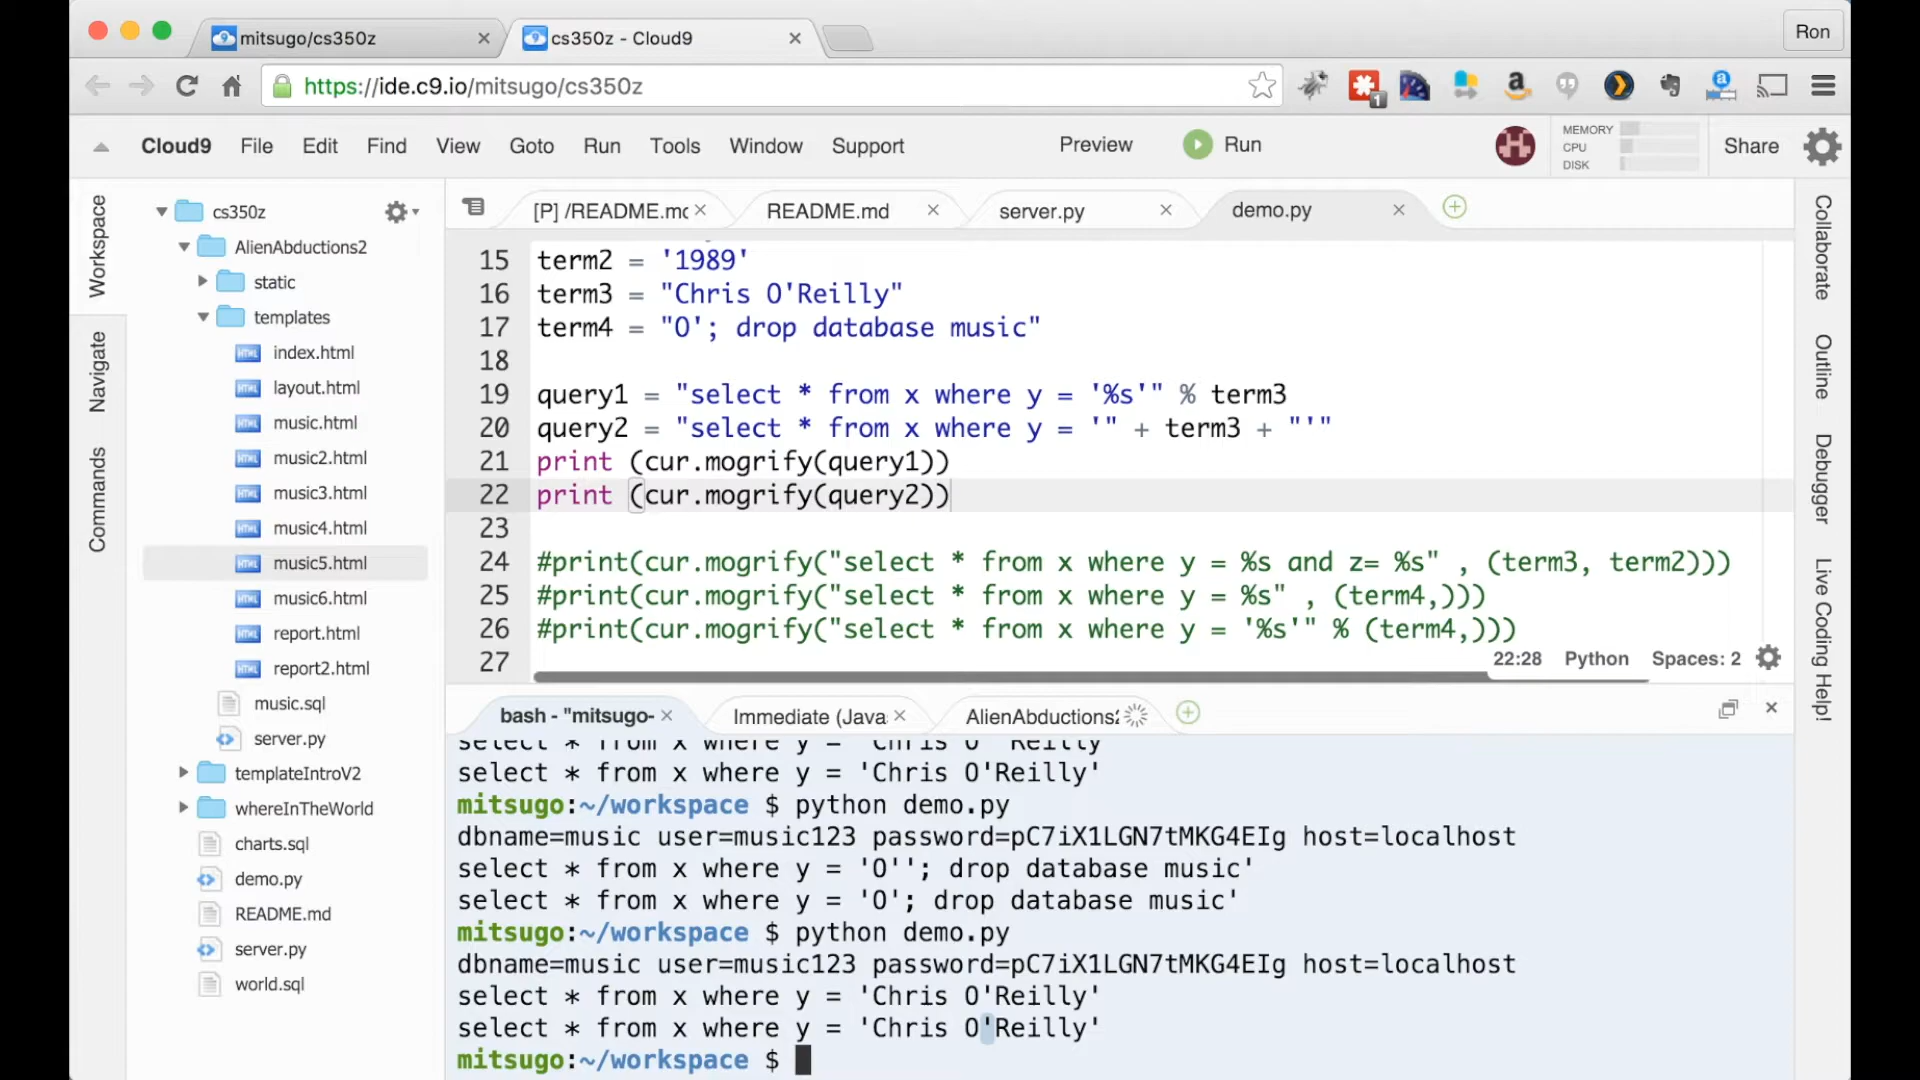 mitsugo/cs350z
cs350z - Cloud9
Ron
https://ide.c9.io/mitsugo/cs350z
1
Cloud9 File Edit Find View Goto Run Tools Window Support Preview Run
MEMORY
CPU
DISK
Share
Workspace
Navigate
Commands
cs350z
AlienAbductions2
static
templates
index.html
layout.html
music.html
music2.html
music3.html
music4.html
music5.html
music6.html
report.html
report2.html
music.sql
server.py
templateIntroV2
whereInTheWorld
charts.sql
demo.py
README.md
server.py
world.sql
[P] /README.mc
README.md
server.py
demo.py
15 term2 = '1989'
16 term3 = "Chris O'Reilly"
17 term4 = "O'; drop database music"
18
19 query1 = "select * from x where y = '%s'" % term3
20 query2 = "select * from x where y = '" + term3 + "'"
21 print (cur.mogrify(query1))
22 print (cur.mogrify(query2))
23
24 #print(cur.mogrify("select * from x where y = %s and z= %s" , (term3, term2)))
25 #print(cur.mogrify("select * from x where y = %s" , (term4,)))
26 #print(cur.mogrify("select * from x where y = '%s'" % (term4,)))
27
22:28 Python Spaces: 2
bash - "mitsugo-
Immediate (Java
AlienAbductions
select * from x where y = 'Chris O''Reilly'
select * from x where y = 'Chris O'Reilly'
mitsugo:~/workspace $ python demo.py
dbname=music user=music123 password=pC7iX1LGN7tMKG4EIg host=localhost
select * from x where y = 'O''; drop database music'
select * from x where y = 'O'; drop database music'
mitsugo:~/workspace $ python demo.py
dbname=music user=music123 password=pC7iX1LGN7tMKG4EIg host=localhost
select * from x where y = 'Chris O'Reilly'
select * from x where y = 'Chris O'Reilly'
mitsugo:~/workspace $
Collaborate
Outline
Debugger
Live Coding Help!